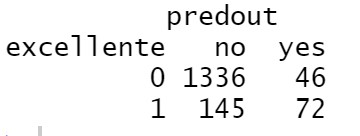 predout
excellente no yes
0 1336 46
1 145 72